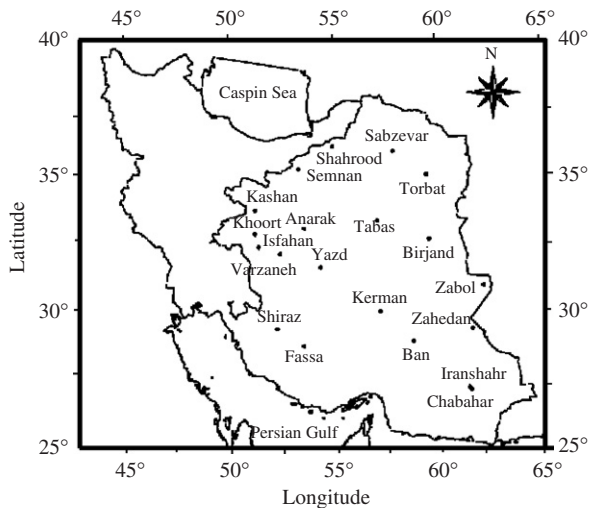 45° 50° 55° 60° 65°
40° 40°
N
Caspin Sea
Sabzevar
Shahrood
35° Semnan 35°
Torbat
Kashan
Khoort Anarak Tabas
Isfahan
Yazd Birjand
Varzaneh
Zabol
Kerman
30° 30°
Shiraz Zahedan
Fassa Ban
Iranshahr
Chabahar
Persian Gulf
25° 25°
45° 50° 55° 60° 65°
Longitude
Latitude